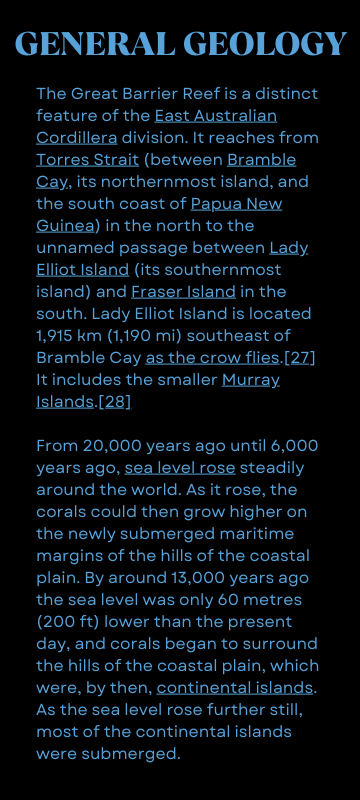 GENERAL GEOLOGY
The Great Barrier Reef is a distinct
feature of the East Australian
Cordillera division. It reaches from
Torres Strait (between Bramble
Cay, its northernmost island, and
the south coast of Papua New
Guinea) in the north to the
unnamed passage between Lady
Elliot Island (its southernmost
island) and Fraser Island in the
south. Lady Elliot Island is located
1,915 km (1,190 mi) southeast of
Bramble Cay as the crow flies.[27]
It includes the smaller Murray
Islands.[28]
From 20,000 years ago until 6,000
years ago, sea level rose steadily
around the world. As it rose, the
corals could then grow higher on
the newly submerged maritime
margins of the hills of the coastal
plain. By around 13,000 years ago
the sea level was only 60 metres
(200 ft) lower than the present
day, and corals began to surround
the hills of the coastal plain, which
were, by then, continental islands.
As the sea level rose further still,
most of the continental islands
were submerged.